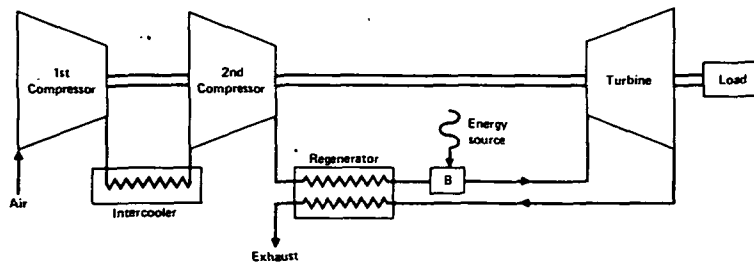 1st
Compressor
2nd
Compressor
Turbine
Load
Energy
source
Regenerator
B
Air
Intercooler
Exhaust